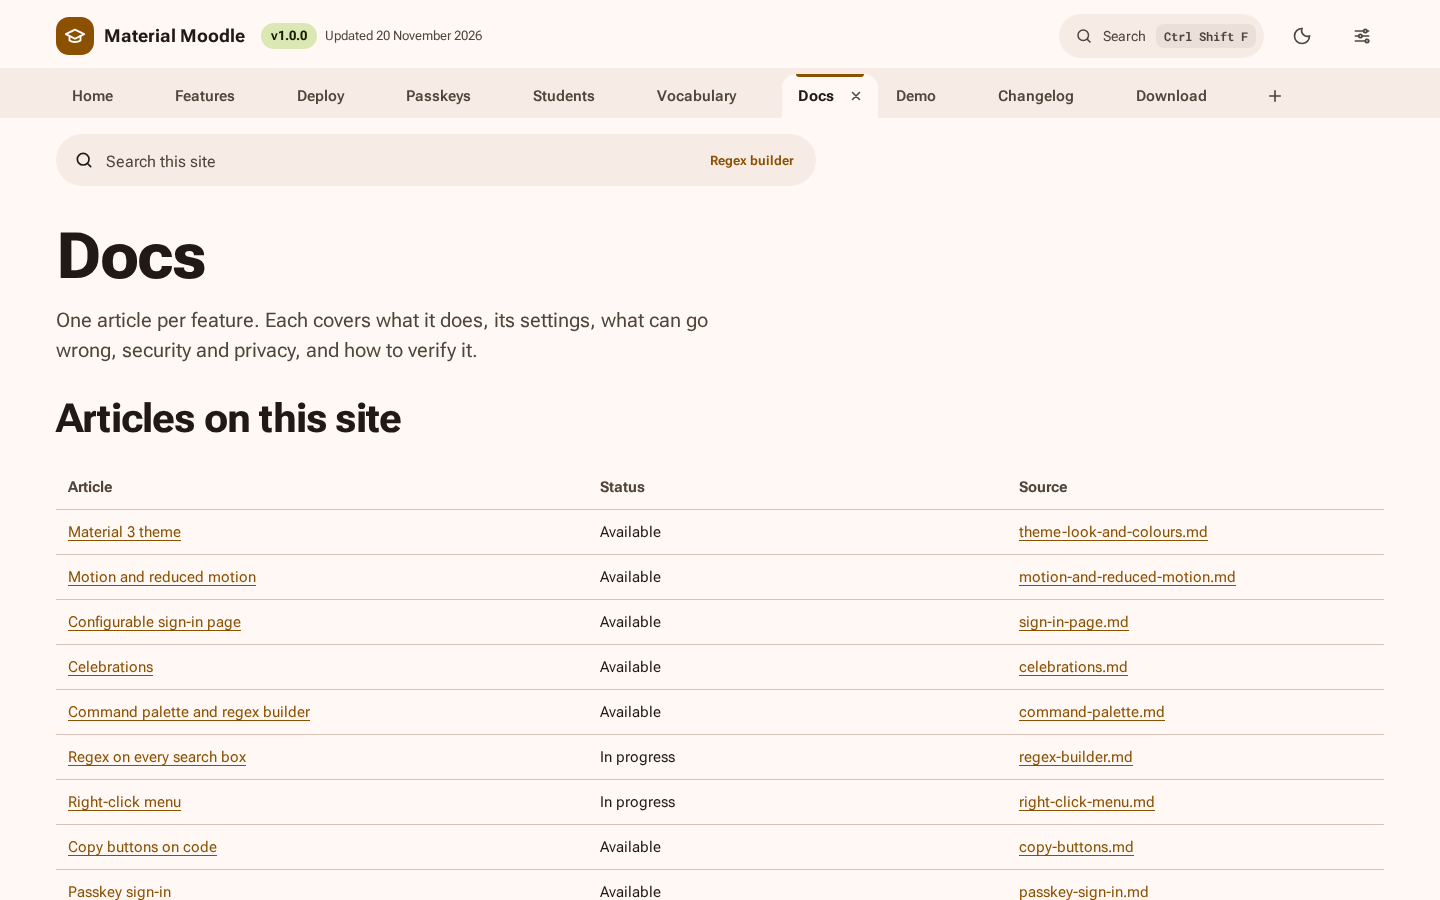 Material Moodle
v1.0.0
Updated 20 November 2026
Search
Ctrl Shift F
Home
Features
Deploy
Passkeys
Students
Vocabulary
Docs
Demo
Changelog
Download
Search this site
Regex builder
Docs
One article per feature. Each covers what it does, its settings, what can go
wrong, security and privacy, and how to verify it.
Articles on this site
Article Status Source
Material 3 theme Available theme-look-and-colours.md
Motion and reduced motion Available motion-and-reduced-motion.md
Configurable sign-in page Available sign-in-page.md
Celebrations Available celebrations.md
Command palette and regex builder Available command-palette.md
Regex on every search box In progress regex-builder.md
Right-click menu In progress right-click-menu.md
Copy buttons on code Available copy-buttons.md
Passkey sign-in Available passkey-sign-in.md